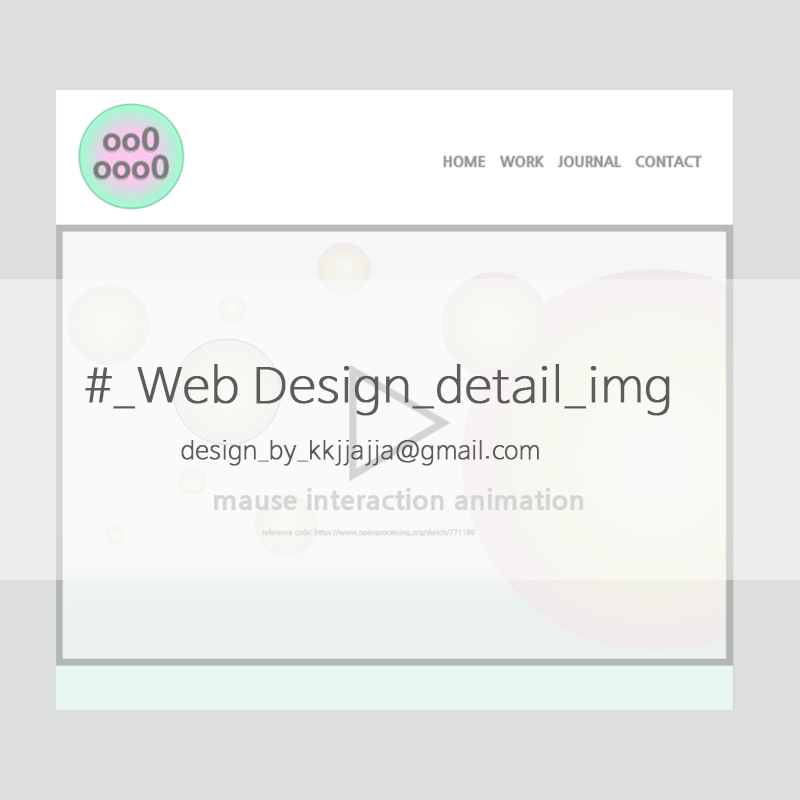 oo0
ooo0
HOME WORK JOURNAL CONTACT
#_Web Design_detail_img
design_by_kkjjajja@gmail.com
mause interaction animation
reference code: https://www.openprocessing.org/sketch/771186